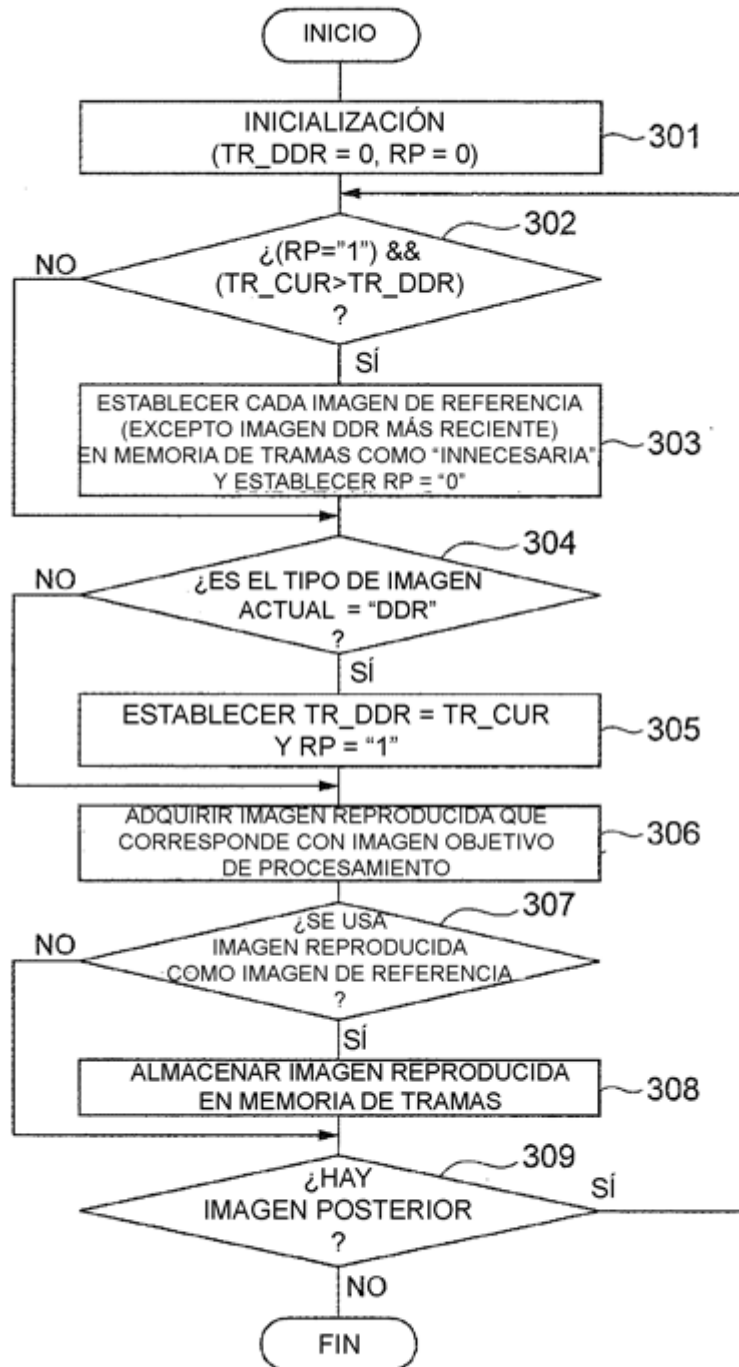 INICIO
INICIALIZACIÓN
(TR_DDR = 0, RP = 0)
301
302
¿(RP="1") &&
(TR_CUR>TR_DDR)
?
NO
SÍ
ESTABLECER CADA IMAGEN DE REFERENCIA
(EXCEPTO IMAGEN DDR MÁS RECIENTE)
EN MEMORIA DE TRAMAS COMO “INNECESARIA”
Y ESTABLECER RP = “0”
303
304
NO
¿ES EL TIPO DE IMAGEN
ACTUAL = “DDR”
?
SÍ
ESTABLECER TR_DDR = TR_CUR
Y RP = “1”
305
ADQUIRIR IMAGEN REPRODUCIDA QUE
CORRESPONDE CON IMAGEN OBJETIVO
DE PROCESAMIENTO
306
307
NO
¿SE USA
IMAGEN REPRODUCIDA
COMO IMAGEN DE REFERENCIA
?
SÍ
ALMACENAR IMAGEN REPRODUCIDA
EN MEMORIA DE TRAMAS
308
309
¿HAY
IMAGEN POSTERIOR
?
SÍ
NO
FIN